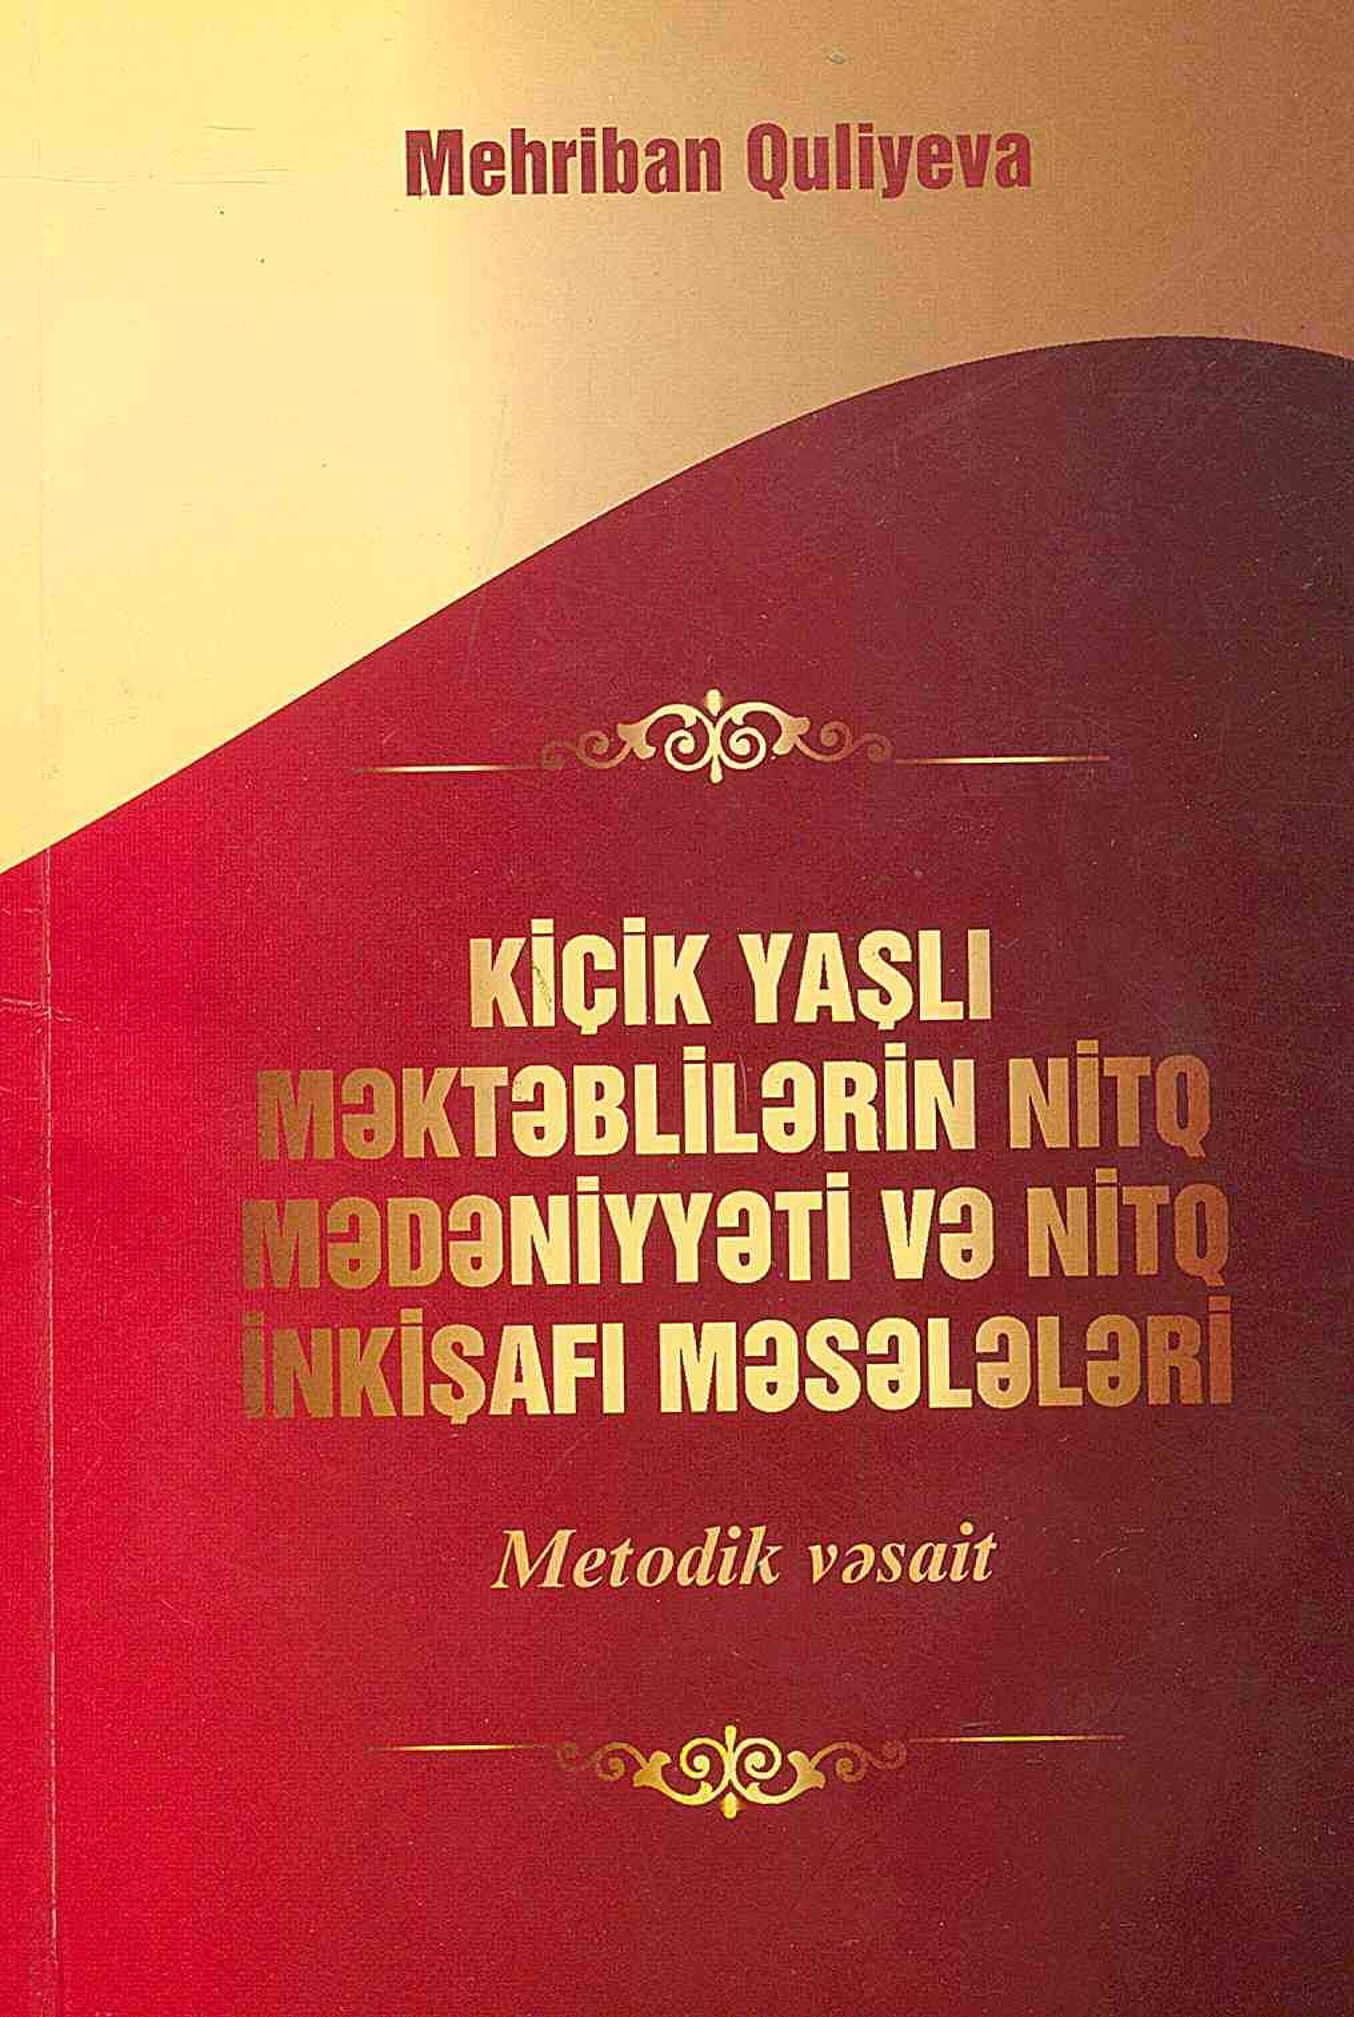 Mehriban Quliyeva
KİÇİK YAŞLI
MƏKTƏBLİLƏRİN NİTQ
MƏDƏNİYYƏTİ VƏ NİTQ
İNKİŞAFI MƏSƏLƏLƏRİ
Metodik vəsait